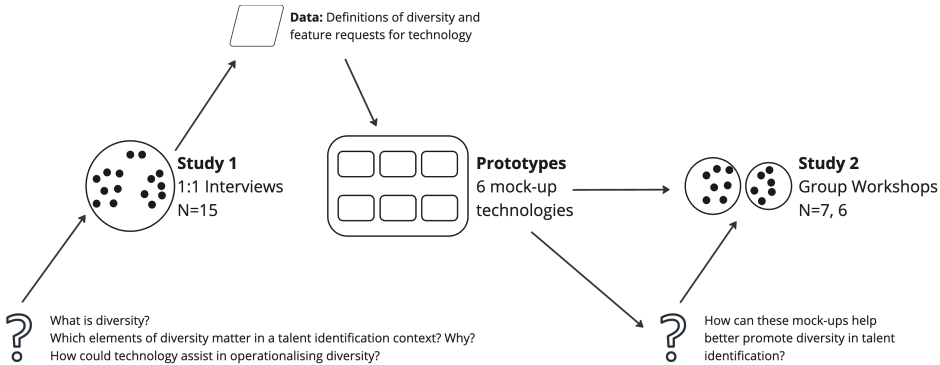 Data: Definitions of diversity and
feature requests for technology
Study 1
1:1 Interviews
N=15
Prototypes
6 mock-up
technologies
Study 2
Group Workshops
N=7, 6
?
What is diversity?
Which elements of diversity matter in a talent identification context? Why?
How could technology assist in operationalising diversity?
?
How can these mock-ups help
better promote diversity in talent
identification?